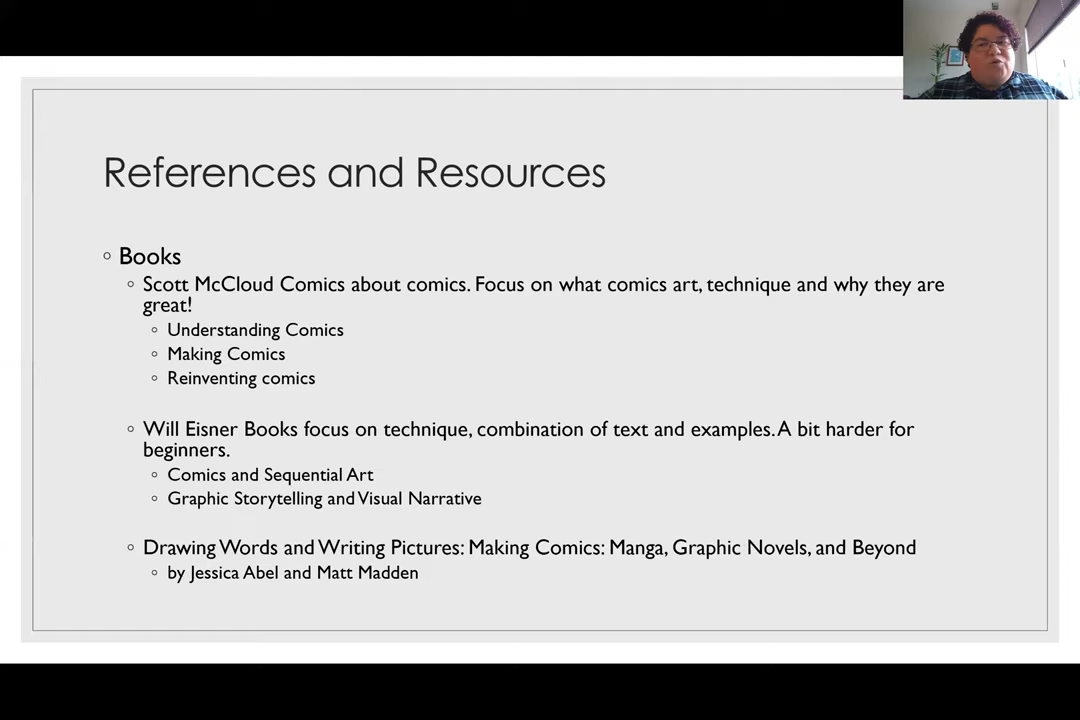 References and Resources
Books
Scott McCloud Comics about comics. Focus on what comics art, technique and why they are
great!
Understanding Comics
Making Comics
Reinventing comics
Will Eisner Books focus on technique, combination of text and examples. A bit harder for
beginners.
Comics and Sequential Art
Graphic Storytelling and Visual Narrative
Drawing Words and Writing Pictures: Making Comics: Manga, Graphic Novels, and Beyond
by Jessica Abel and Matt Madden